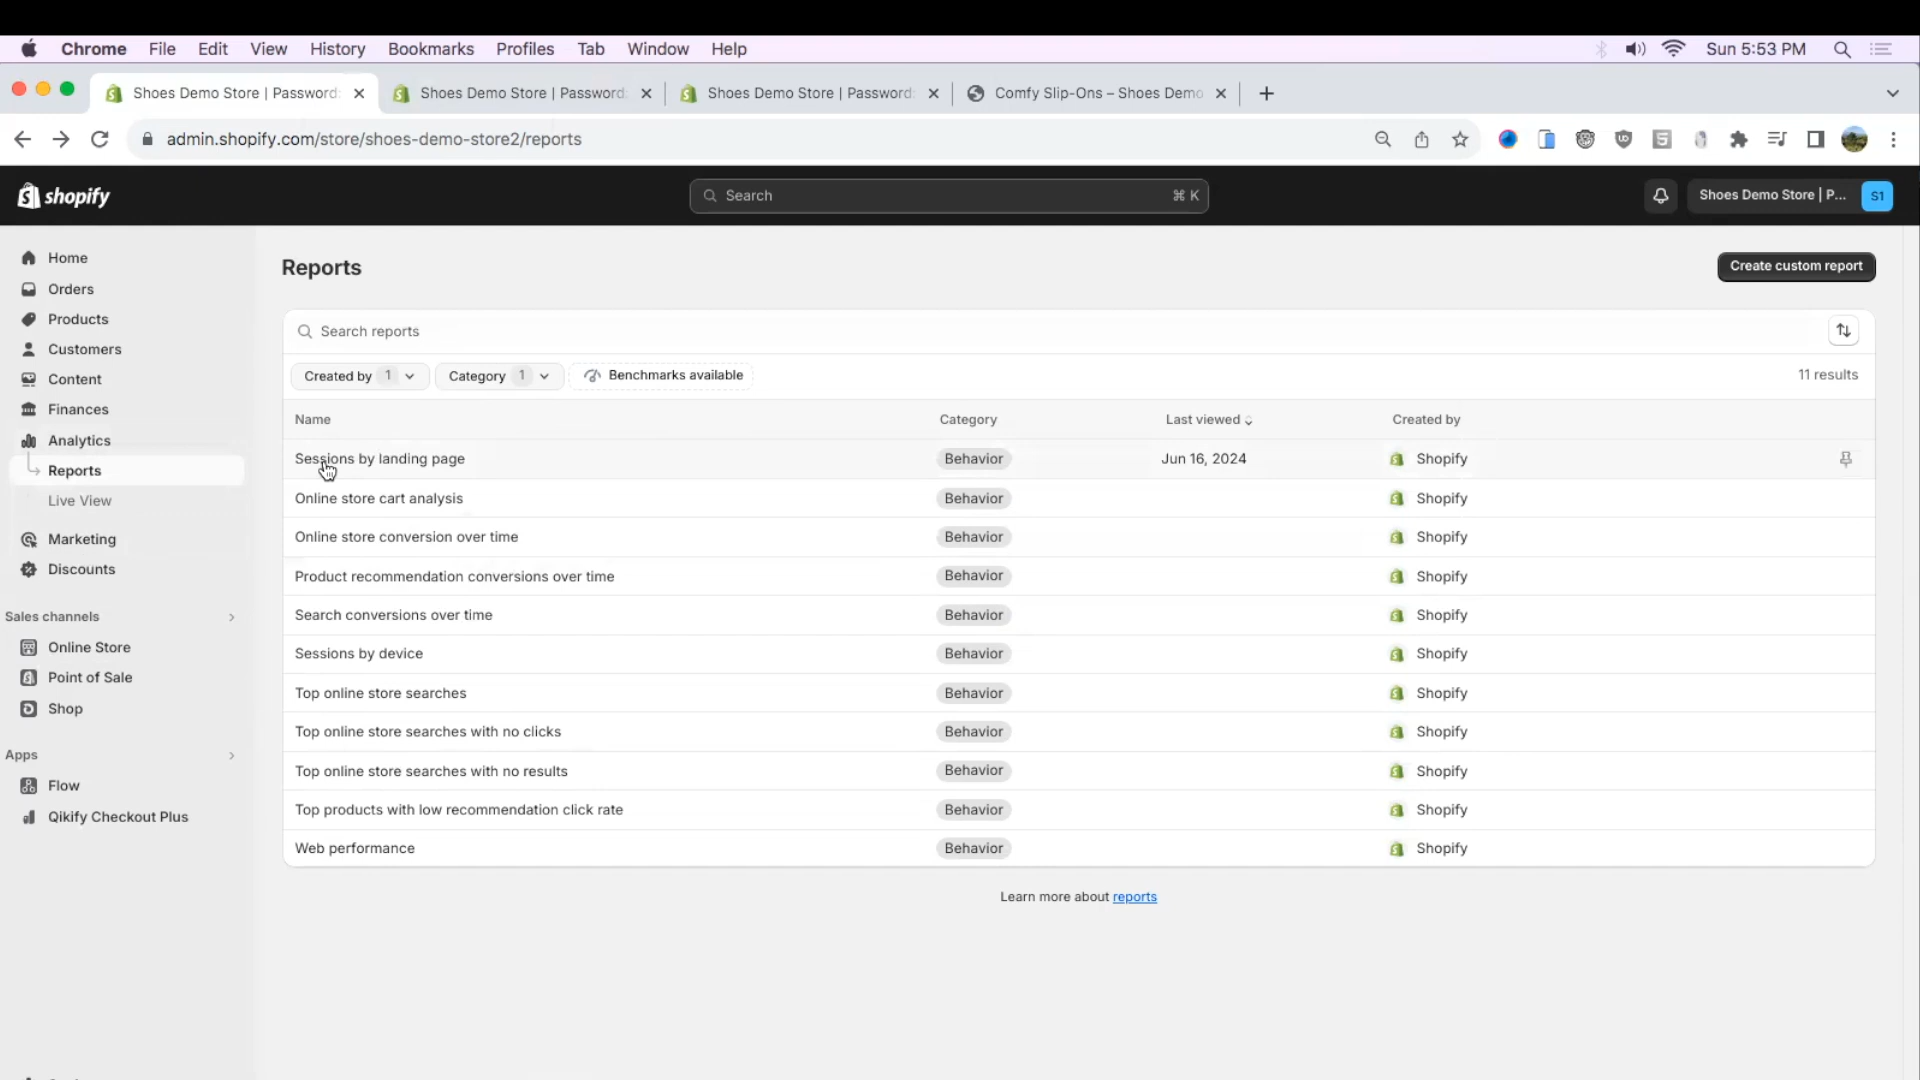 Chrome File Edit View History Bookmarks Profiles Tab Window Help Sun 5:53 PM
Shoes Demo Store | Password: Shoes Demo Store | Password: Shoes Demo Store | Password: Comfy Slip-Ons – Shoes Demo
admin.shopify.com/store/shoes-demo-store2/reports
shopify Search ⌘ K Shoes Demo Store | P... S1
Home
Orders
Products
Customers
Content
Finances
Analytics
Reports
Live View
Marketing
Discounts
Sales channels
Online Store
Point of Sale
Shop
Apps
Flow
Qikify Checkout Plus
Reports Create custom report
Search reports
Created by 1 Category 1 Benchmarks available 11 results
Name Category Last viewed Created by
Sessions by landing page Behavior Jun 16, 2024 Shopify
Online store cart analysis Behavior Shopify
Online store conversion over time Behavior Shopify
Product recommendation conversions over time Behavior Shopify
Search conversions over time Behavior Shopify
Sessions by device Behavior Shopify
Top online store searches Behavior Shopify
Top online store searches with no clicks Behavior Shopify
Top online store searches with no results Behavior Shopify
Top products with low recommendation click rate Behavior Shopify
Web performance Behavior Shopify
Learn more about reports